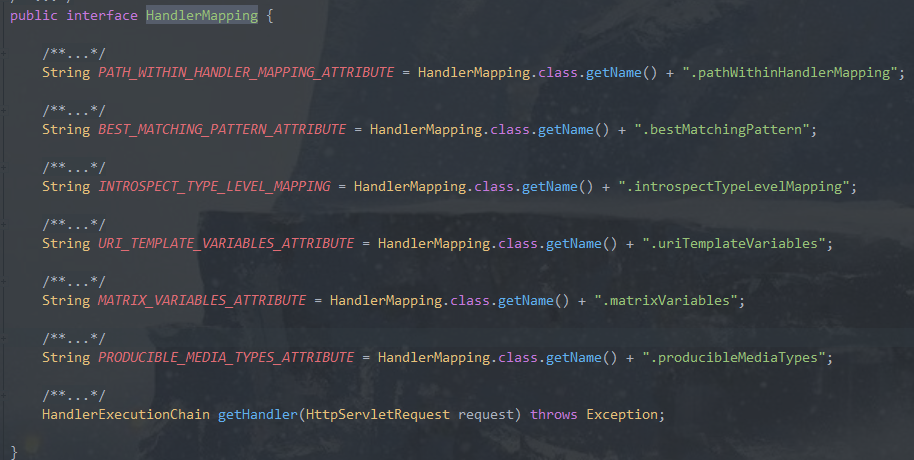 public interface HandlerMapping {
/**...*/
String PATH_WITHIN_HANDLER_MAPPING_ATTRIBUTE = HandlerMapping.class.getName() + ".pathWithinHandlerMapping";
/**...*/
String BEST_MATCHING_PATTERN_ATTRIBUTE = HandlerMapping.class.getName() + ".bestMatchingPattern";
/**...*/
String INTROSPECT_TYPE_LEVEL_MAPPING = HandlerMapping.class.getName() + ".introspectTypeLevelMapping";
/**...*/
String URI_TEMPLATE_VARIABLES_ATTRIBUTE = HandlerMapping.class.getName() + ".uriTemplateVariables";
/**...*/
String MATRIX_VARIABLES_ATTRIBUTE = HandlerMapping.class.getName() + ".matrixVariables";
/**...*/
String PRODUCIBLE_MEDIA_TYPES_ATTRIBUTE = HandlerMapping.class.getName() + ".producibleMediaTypes";
/**...*/
HandlerExecutionChain getHandler(HttpServletRequest request) throws Exception;
}